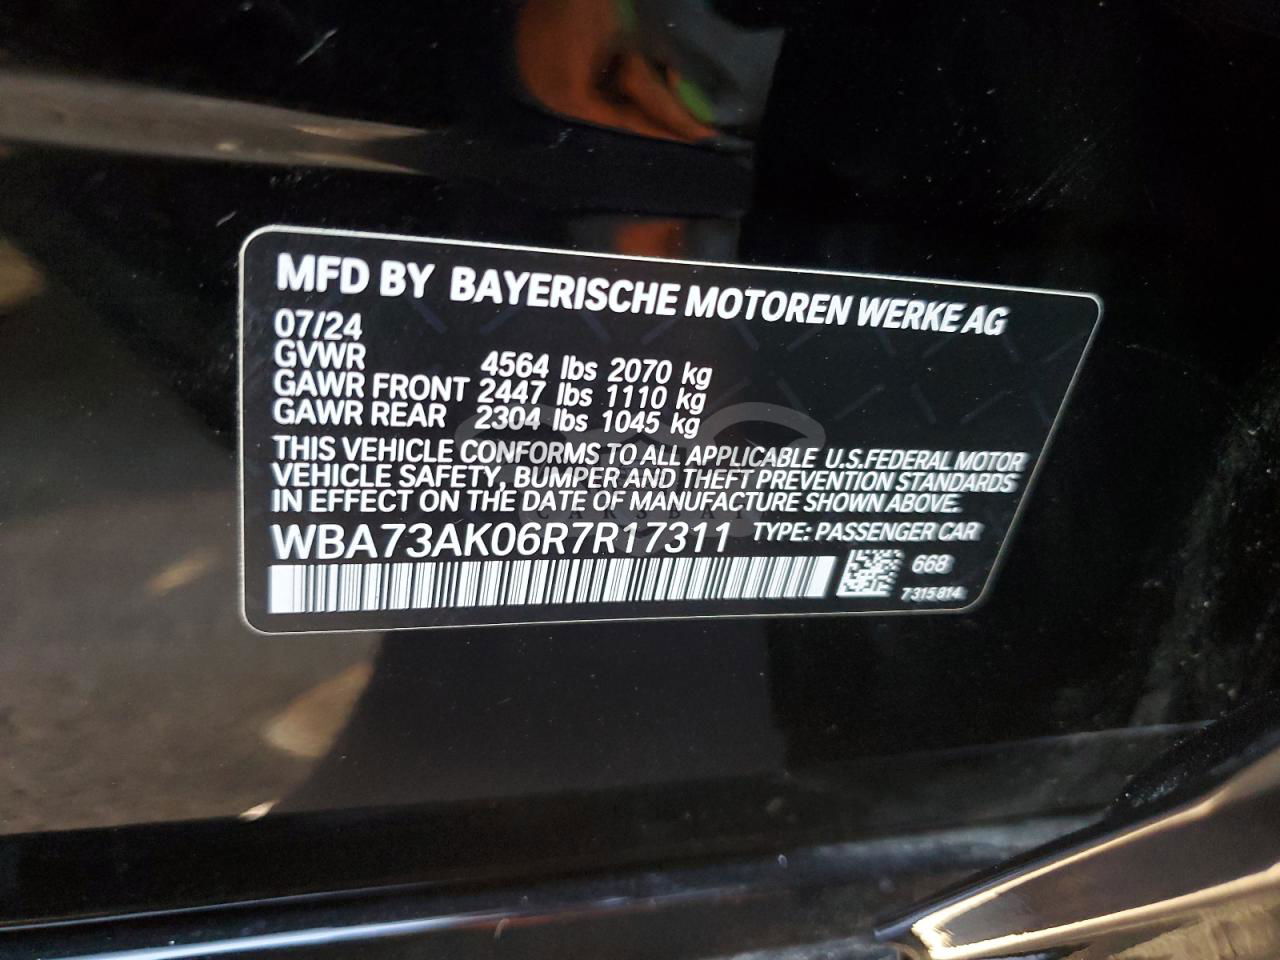 MFD BY BAYERISCHE MOTOREN WERKE AG
07/24
GVWR 4564 lbs 2070 kg
GAWR FRONT 2447 lbs 1110 kg
GAWR REAR 2304 lbs 1045 kg
THIS VEHICLE CONFORMS TO ALL APPLICABLE U.S.FEDERAL MOTOR
VEHICLE SAFETY, BUMPER AND THEFT PREVENTION STANDARDS
IN EFFECT ON THE DATE OF MANUFACTURE SHOWN ABOVE.
CARSBAIT
WBA73AK06R7R17311 TYPE: PASSENGER CAR
668
7315814